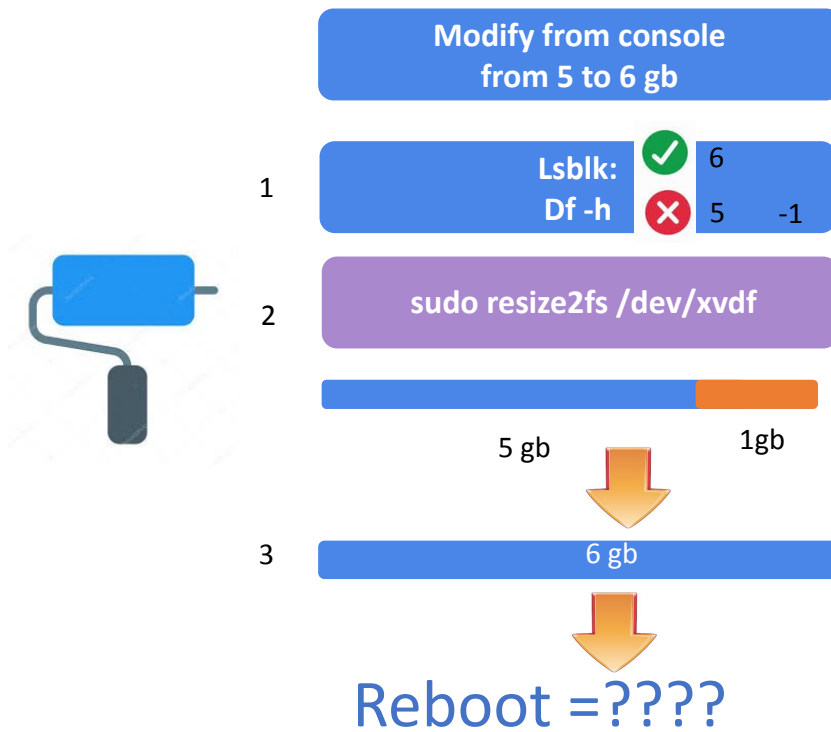 Modify from console
from 5 to 6 gb
1
Lsblk: 6
Df -h 5 -1
2
sudo resize2fs /dev/xvdf
5 gb 1gb
3
6 gb
Reboot =????